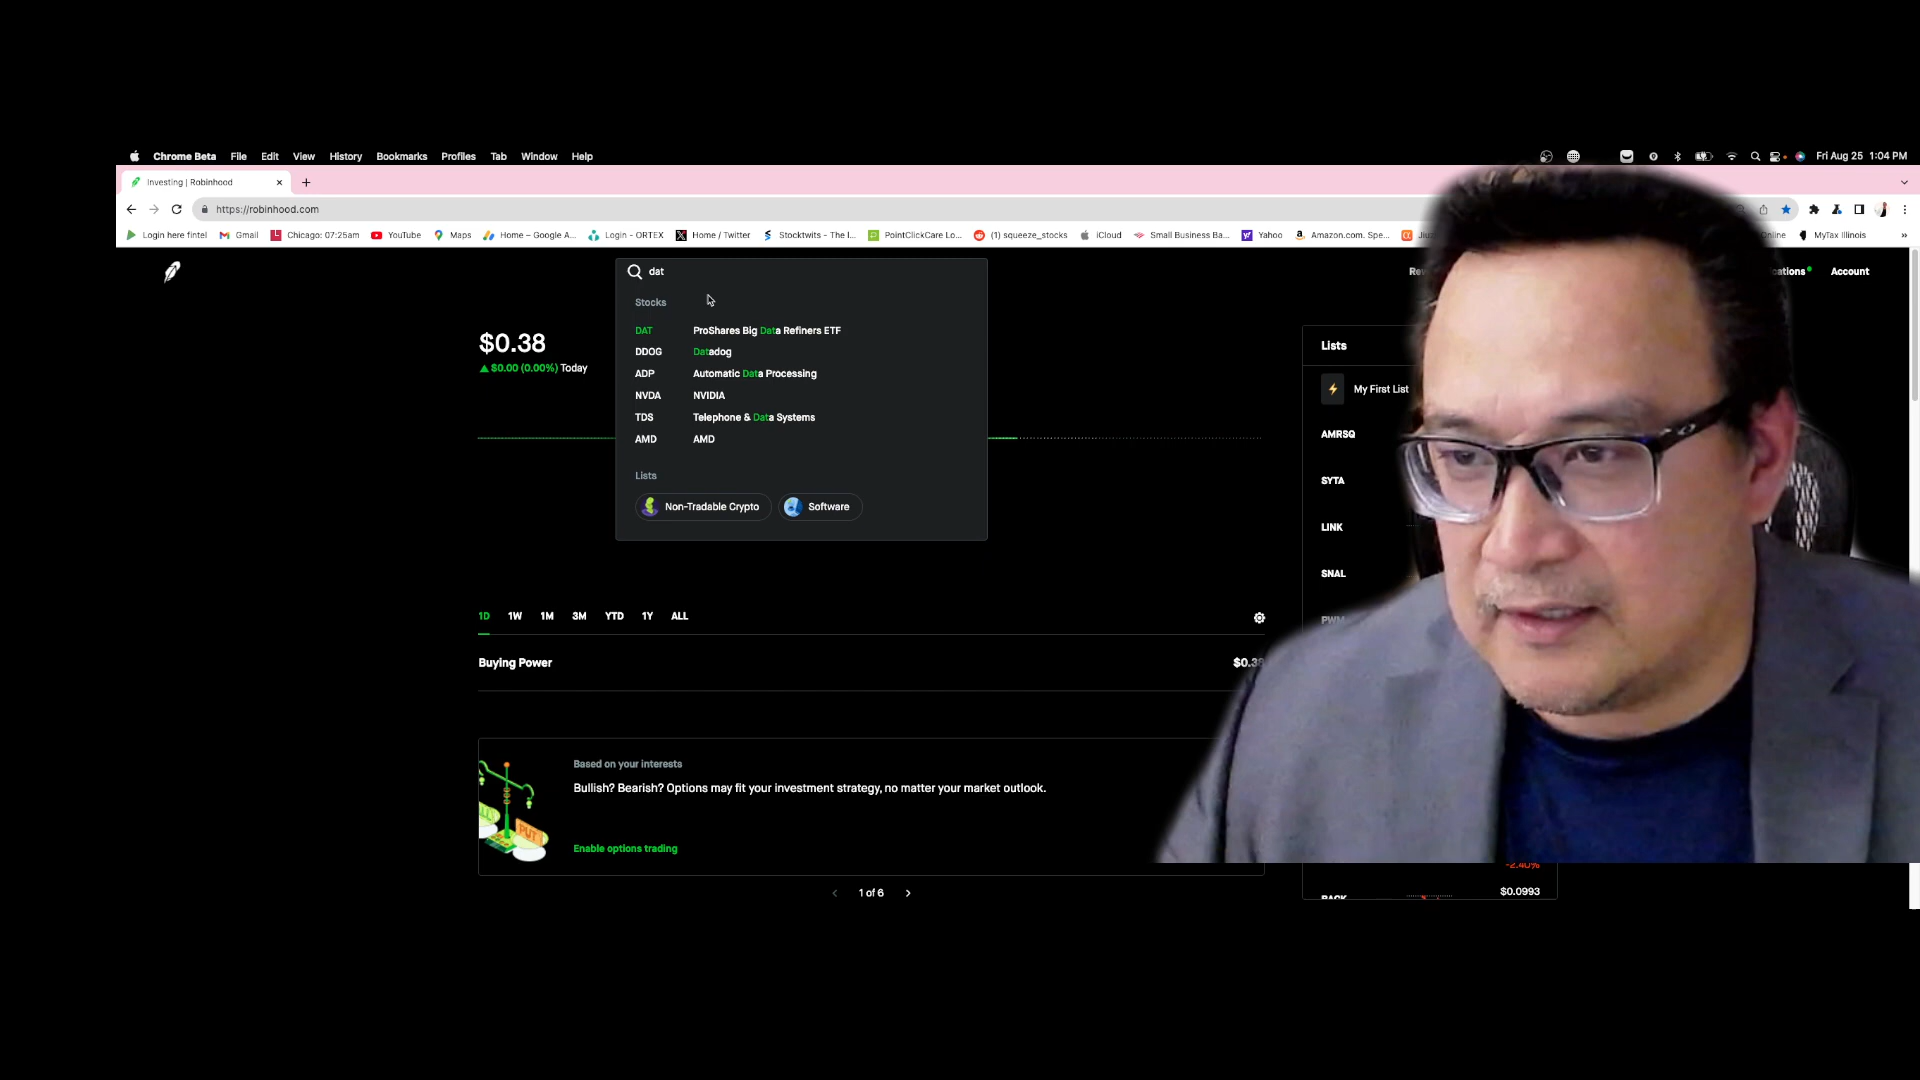 Chrome Beta File Edit View History Bookmarks Profiles Tab Window Help Fri Aug 25 1:04 PM
Investing | Robinhood
https://robinhood.com
Login here fintel Gmail Chicago: 07:25am YouTube Maps Home – Google A... Login - ORTEX Home / Twitter Stocktwits - The l... PointClickCare Lo... (1) squeeze_stocks iCloud Small Business Ba... Yahoo Amazon.com. Spe... MyTax Illinois »
dat
Account
Stocks
DAT ProShares Big Data Refiners ETF
DDOG Datadog
ADP Automatic Data Processing
NVDA NVIDIA
TDS Telephone & Data Systems
AMD AMD
Lists
Non-Tradable Crypto Software
$0.38
$0.00 (0.00%) Today
1D 1W 1M 3M YTD 1Y ALL
Buying Power
$0.38
Based on your interests
Bullish? Bearish? Options may fit your investment strategy, no matter your market outlook.
PUT
Enable options trading
1 of 6
Lists
My First List
AMRSQ
SYTA
LINK
SNAL
-2.40%
$0.0993